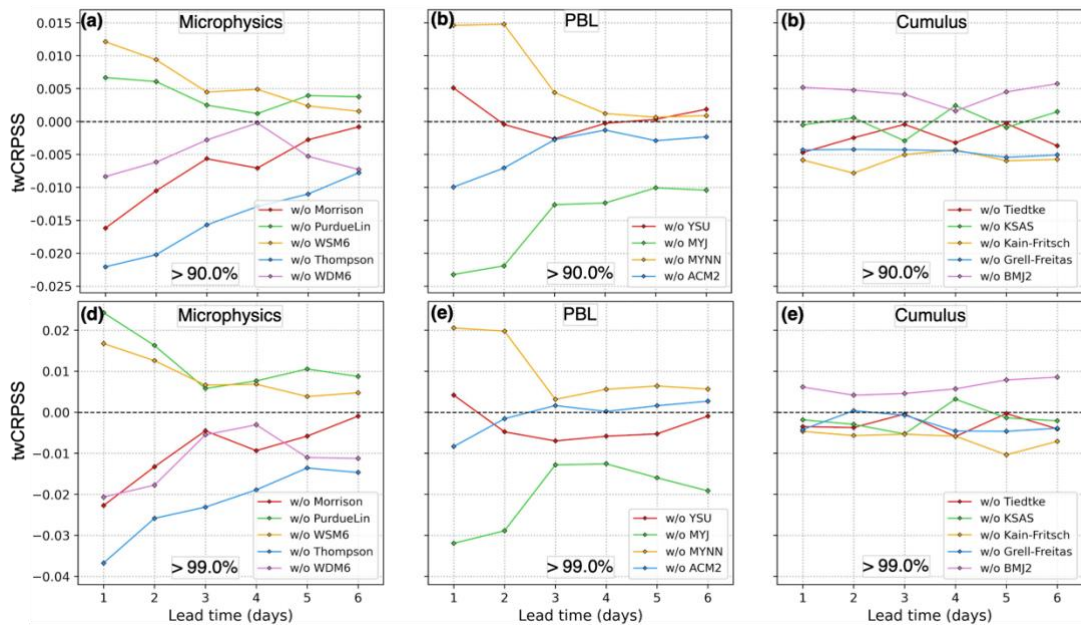 (a) Microphysics
(b) PBL
(b) Cumulus
twCRPSS
0.015
0.010
0.005
0.000
−0.005
−0.010
−0.015
−0.020
−0.025
> 90.0%
w/o Morrison
w/o PurdueLin
w/o WSM6
w/o Thompson
w/o WDM6
> 90.0%
w/o YSU
w/o MYJ
w/o MYNN
w/o ACM2
> 90.0%
w/o Tiedtke
w/o KSAS
w/o Kain-Fritsch
w/o Grell-Freitas
w/o BMJ2
(d) Microphysics
(e) PBL
(e) Cumulus
twCRPSS
0.02
0.01
0.00
−0.01
−0.02
−0.03
−0.04
> 99.0%
w/o Morrison
w/o PurdueLin
w/o WSM6
w/o Thompson
w/o WDM6
> 99.0%
w/o YSU
w/o MYJ
w/o MYNN
w/o ACM2
> 99.0%
w/o Tiedtke
w/o KSAS
w/o Kain-Fritsch
w/o Grell-Freitas
w/o BMJ2
1 2 3 4 5 6
1 2 3 4 5 6
1 2 3 4 5 6
Lead time (days)
Lead time (days)
Lead time (days)